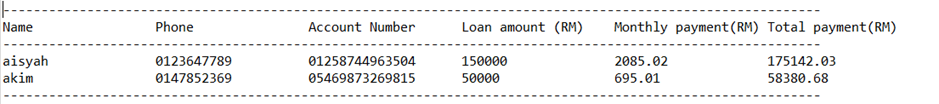 Name Phone Account Number Loan amount (RM) Monthly payment(RM) Total payment(RM)
aisyah 0123647789 01258744963504 150000 2085.02 175142.03
akim 0147852369 05469873269815 50000 695.01 58380.68